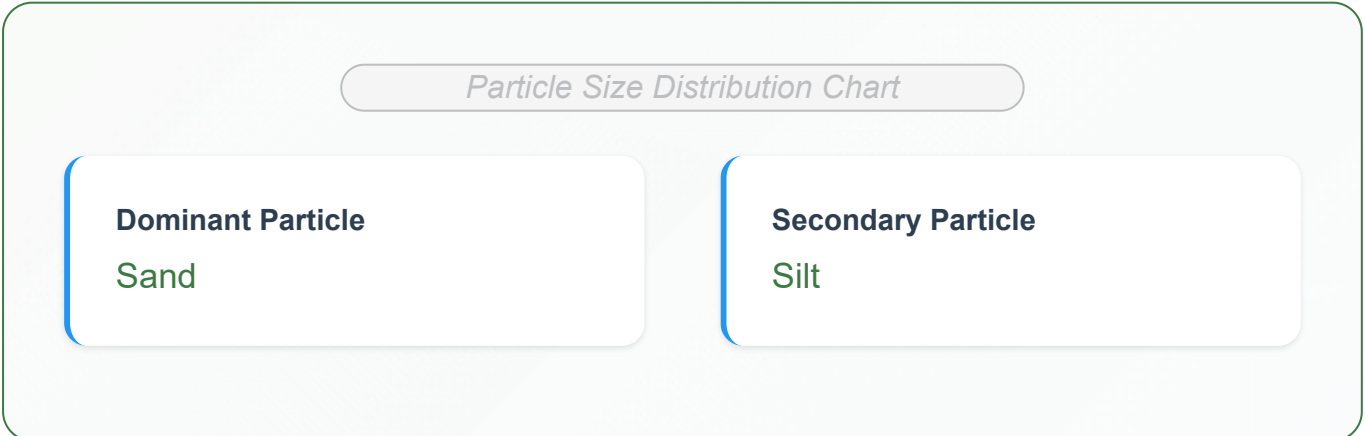 Particle Size Distribution Chart
Dominant Particle
Sand
Secondary Particle
Silt